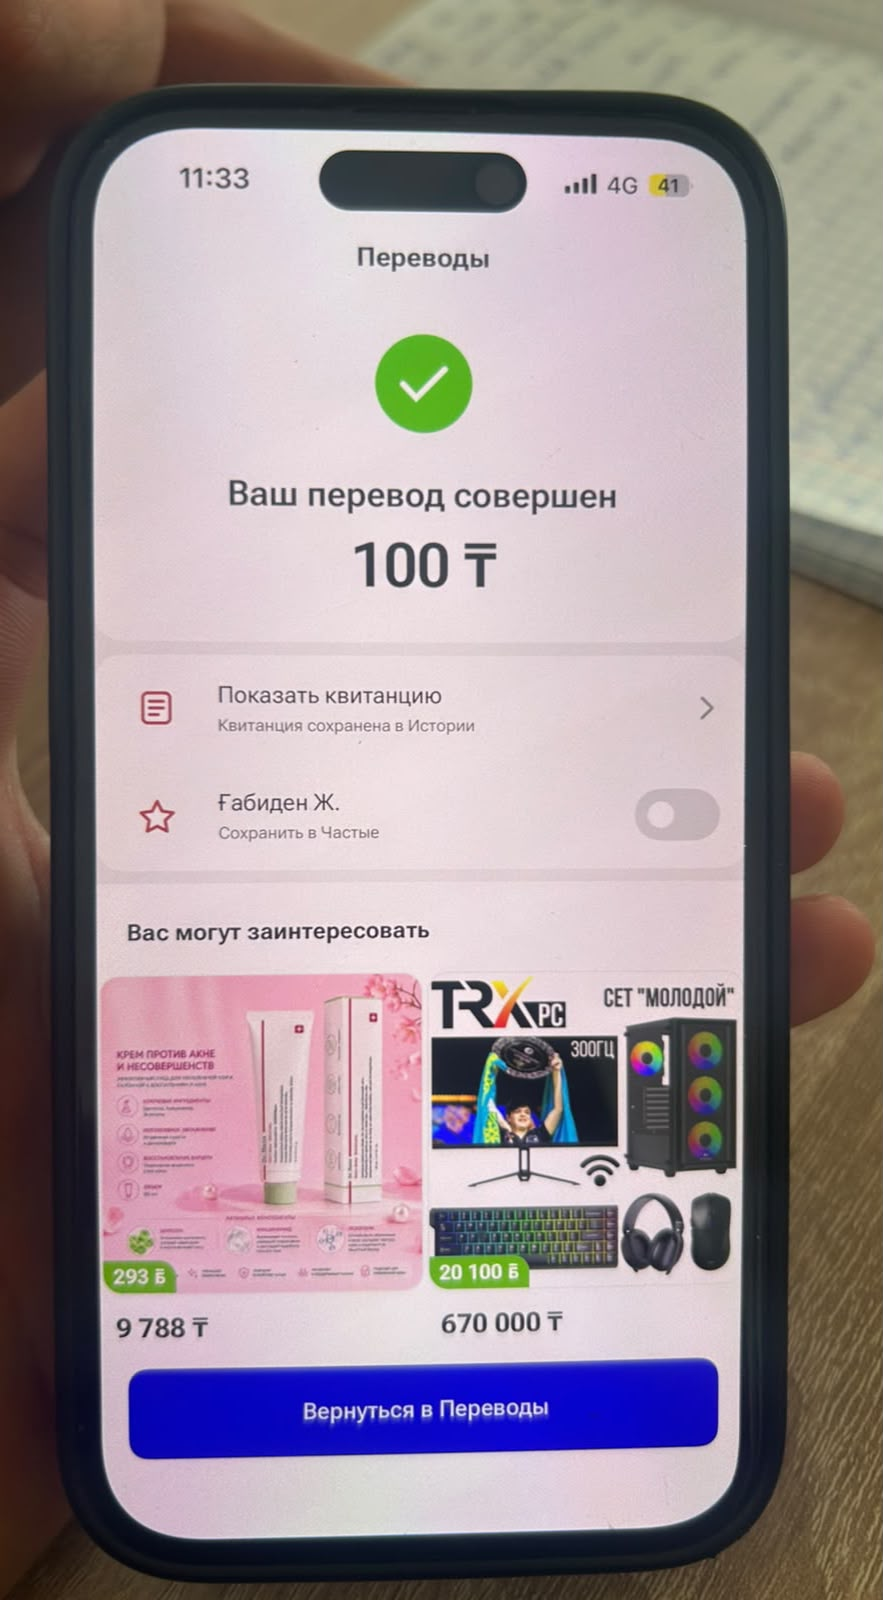 11:33
4G 41
Переводы
Ваш перевод совершен
100 ₸
Показать квитанцию
Квитанция сохранена в Истории
Ғабиден Ж.
Сохранить в Частые
Вас могут заинтересовать
КРЕМ ПРОТИВ АКНЕ
И НЕСОВЕРШЕНСТВ
293 Б
9 788 ₸
TRX PC
СЕТ "МОЛОДОЙ"
300ГЦ
20 100 Б
670 000 ₸
Вернуться в Переводы